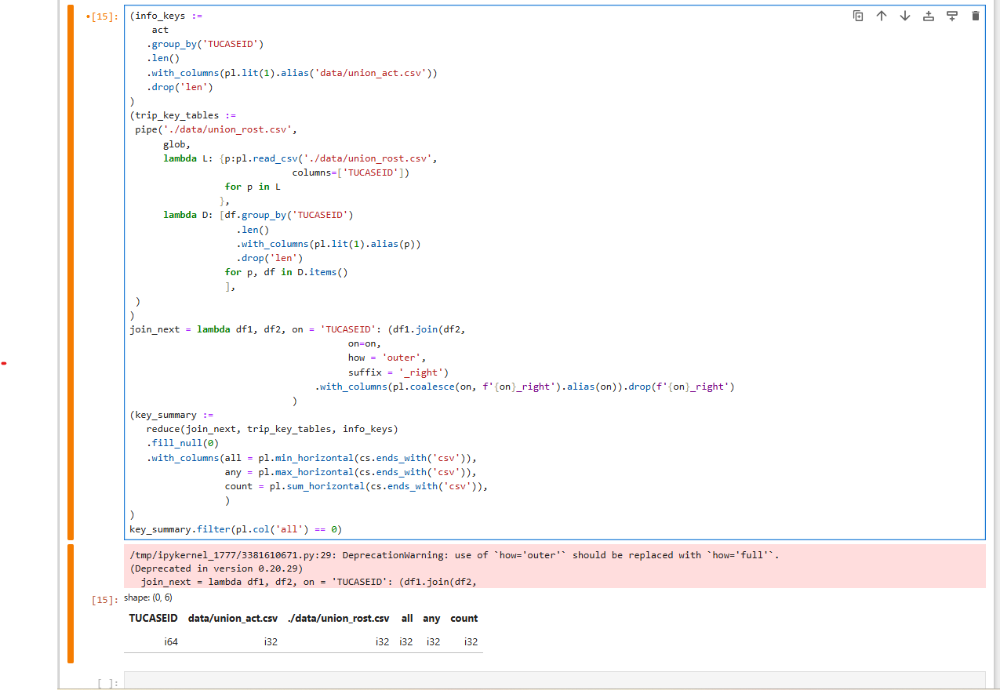 [15]:
(info_keys :=
    act
   .group_by('TUCASEID')
   .len()
   .with_columns(pl.lit(1).alias('data/union_act.csv'))
   .drop('len')
)
(trip_key_tables :=
 pipe('./data/union_rost.csv',
      glob,
      lambda L: {p:pl.read_csv('./data/union_rost.csv',
                             columns=['TUCASEID'])
                 for p in L
                },
      lambda D: [df.group_by('TUCASEID')
                   .len()
                   .with_columns(pl.lit(1).alias(p))
                   .drop('len')
                 for p, df in D.items()
                 ],
 )
)
join_next = lambda df1, df2, on = 'TUCASEID': (df1.join(df2,
                                       on=on,
                                       how = 'outer',
                                       suffix = '_right')
                                 .with_columns(pl.coalesce(on, f'{on}_right').alias(on)).drop(f'{on}_right')
                             )
(key_summary :=
   reduce(join_next, trip_key_tables, info_keys)
   .fill_null(0)
   .with_columns(all = pl.min_horizontal(cs.ends_with('csv')),
                 any = pl.max_horizontal(cs.ends_with('csv')),
                 count = pl.sum_horizontal(cs.ends_with('csv')),
                 )
)
key_summary.filter(pl.col('all') == 0)
/tmp/ipykernel_1777/3381610671.py:29: DeprecationWarning: use of `how='outer'` should be replaced with `how='full'`.
(Deprecated in version 0.20.29)
  join_next = lambda df1, df2, on = 'TUCASEID': (df1.join(df2,
[15]:
shape: (0, 6)
TUCASEID data/union_act.csv ./data/union_rost.csv all any count
i64 i32 i32 i32 i32 i32
[ ]: